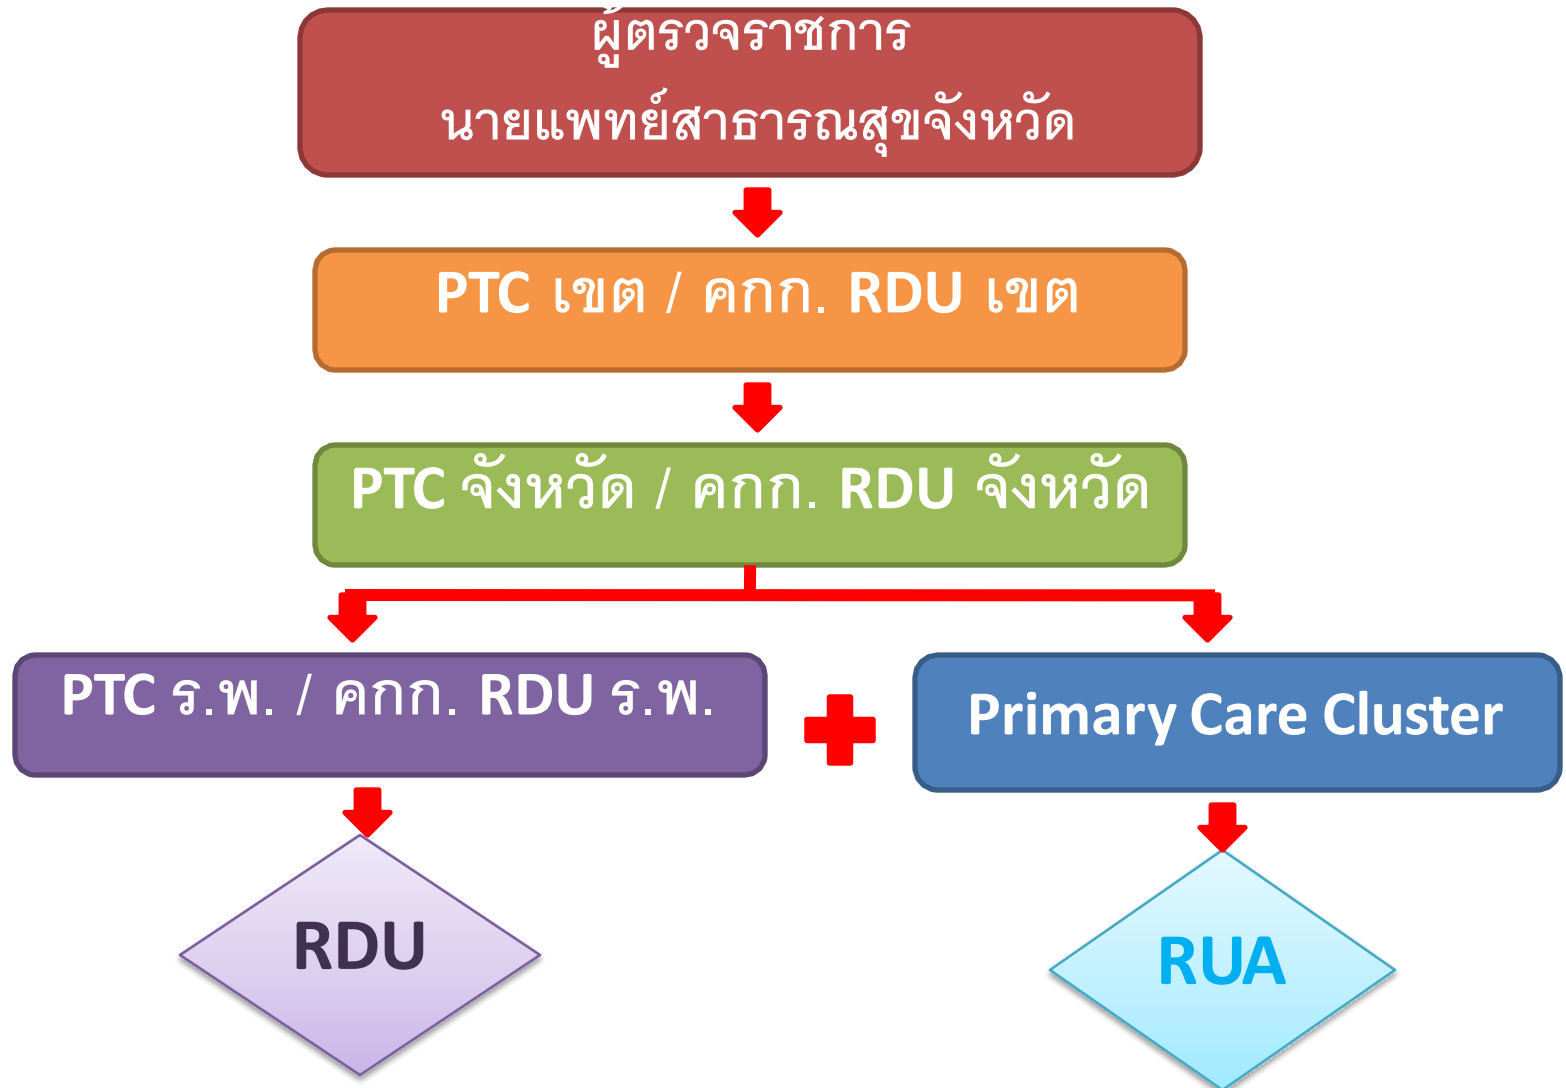 ผู้ตรวจราชการ
นายแพทย์สาธารณสุขจังหวัด
PTC เขต / คกก. RDU เขต
PTC จังหวัด / คกก. RDU จังหวัด
PTC ร.พ. / คกก. RDU ร.พ.
Primary Care Cluster
RDU
RUA